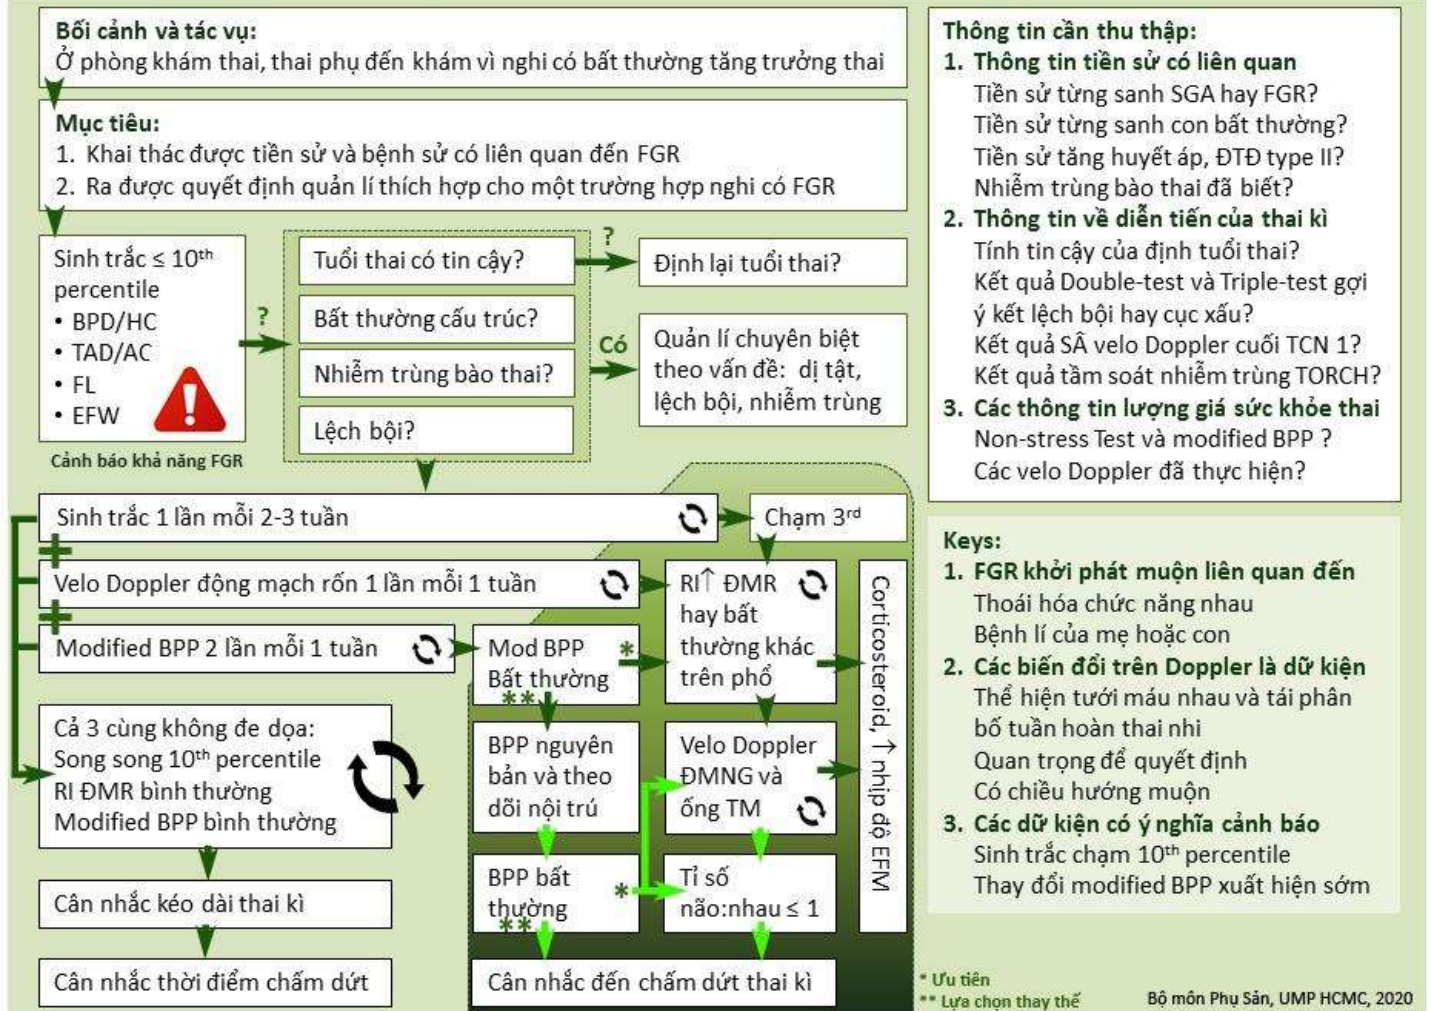 Bối cảnh và tác vụ:
Ở phòng khám thai, thai phụ đến khám vì nghi có bất thường tăng trưởng thai
Mục tiêu:
1. Khai thác được tiền sử và bệnh sử có liên quan đến FGR
2. Ra được quyết định quản lí thích hợp cho một trường hợp nghi có FGR
Sinh trắc ≤ 10th
percentile
• BPD/HC
• TAD/AC
• FL
• EFW
Cảnh báo khả năng FGR
?
Tuổi thai có tin cậy?
Bất thường cấu trúc?
Nhiễm trùng bào thai?
Lệch bội?
?
Định lại tuổi thai?
Có
Quản lí chuyên biệt
theo vấn đề: dị tật,
lệch bội, nhiễm trùng
Sinh trắc 1 lần mỗi 2-3 tuần
Chạm 3rd
+
Velo Doppler động mạch rốn 1 lần mỗi 1 tuần
+
Modified BPP 2 lần mỗi 1 tuần
RI↑ ĐMR
hay bất
thường khác
trên phổ
Mod BPP *
Bất thường
**
Corticosteroid, ↑ nhịp độ EFM
Cả 3 cùng không đe dọa:
Song song 10th percentile
RI ĐMR bình thường
Modified BPP bình thường
BPP nguyên
bản và theo
dõi nội trú
Velo Doppler
ĐMNG và
ống TM
BPP bất
thường *
**
Tỉ số
não:nhau ≤ 1
Cân nhắc kéo dài thai kì
Cân nhắc thời điểm chấm dứt
Cân nhắc đến chấm dứt thai kì
Thông tin cần thu thập:
1. Thông tin tiền sử có liên quan
Tiền sử từng sanh SGA hay FGR?
Tiền sử từng sanh con bất thường?
Tiền sử tăng huyết áp, ĐTĐ type II?
Nhiễm trùng bào thai đã biết?
2. Thông tin về diễn tiến của thai kì
Tính tin cậy của định tuổi thai?
Kết quả Double-test và Triple-test gợi
ý kết lệch bội hay cục xấu?
Kết quả SÂ velo Doppler cuối TCN 1?
Kết quả tầm soát nhiễm trùng TORCH?
3. Các thông tin lượng giá sức khỏe thai
Non-stress Test và modified BPP ?
Các velo Doppler đã thực hiện?
Keys:
1. FGR khởi phát muộn liên quan đến
Thoái hóa chức năng nhau
Bệnh lí của mẹ hoặc con
2. Các biến đổi trên Doppler là dữ kiện
Thể hiện tưới máu nhau và tái phân
bố tuần hoàn thai nhi
Quan trọng để quyết định
Có chiều hướng muộn
3. Các dữ kiện có ý nghĩa cảnh báo
Sinh trắc chạm 10th percentile
Thay đổi modified BPP xuất hiện sớm
* Ưu tiên
** Lựa chọn thay thế
Bộ môn Phụ Sản, UMP HCMC, 2020